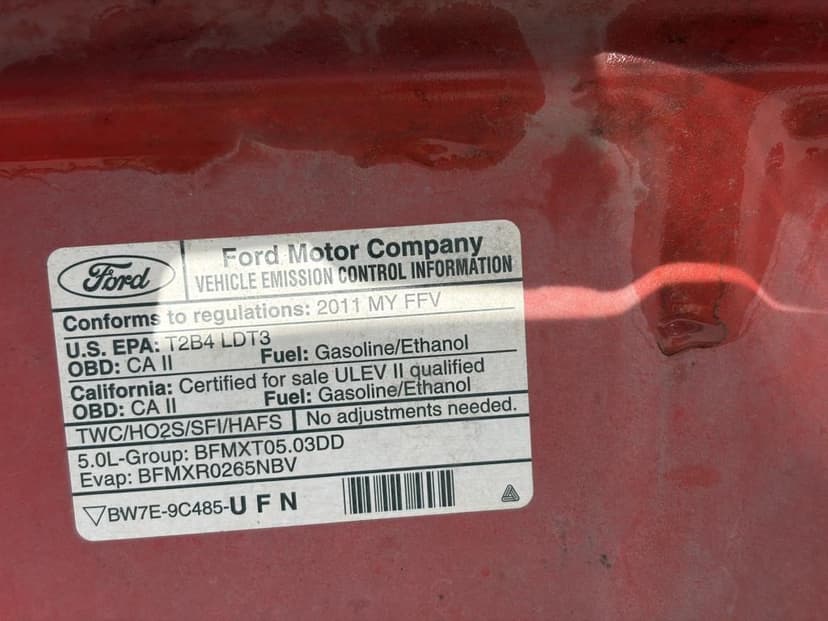 Ford
Ford Motor Company
VEHICLE EMISSION CONTROL INFORMATION
Conforms to regulations: 2011 MY FFV
U.S. EPA: T2B4 LDT3
OBD: CA II Fuel: Gasoline/Ethanol
California: Certified for sale ULEV II qualified
OBD: CA II Fuel: Gasoline/Ethanol
TWC/HO2S/SFI/HAFS No adjustments needed.
5.0L-Group: BFMXT05.03DD
Evap: BFMXR0265NBV
BW7E-9C485-UFN